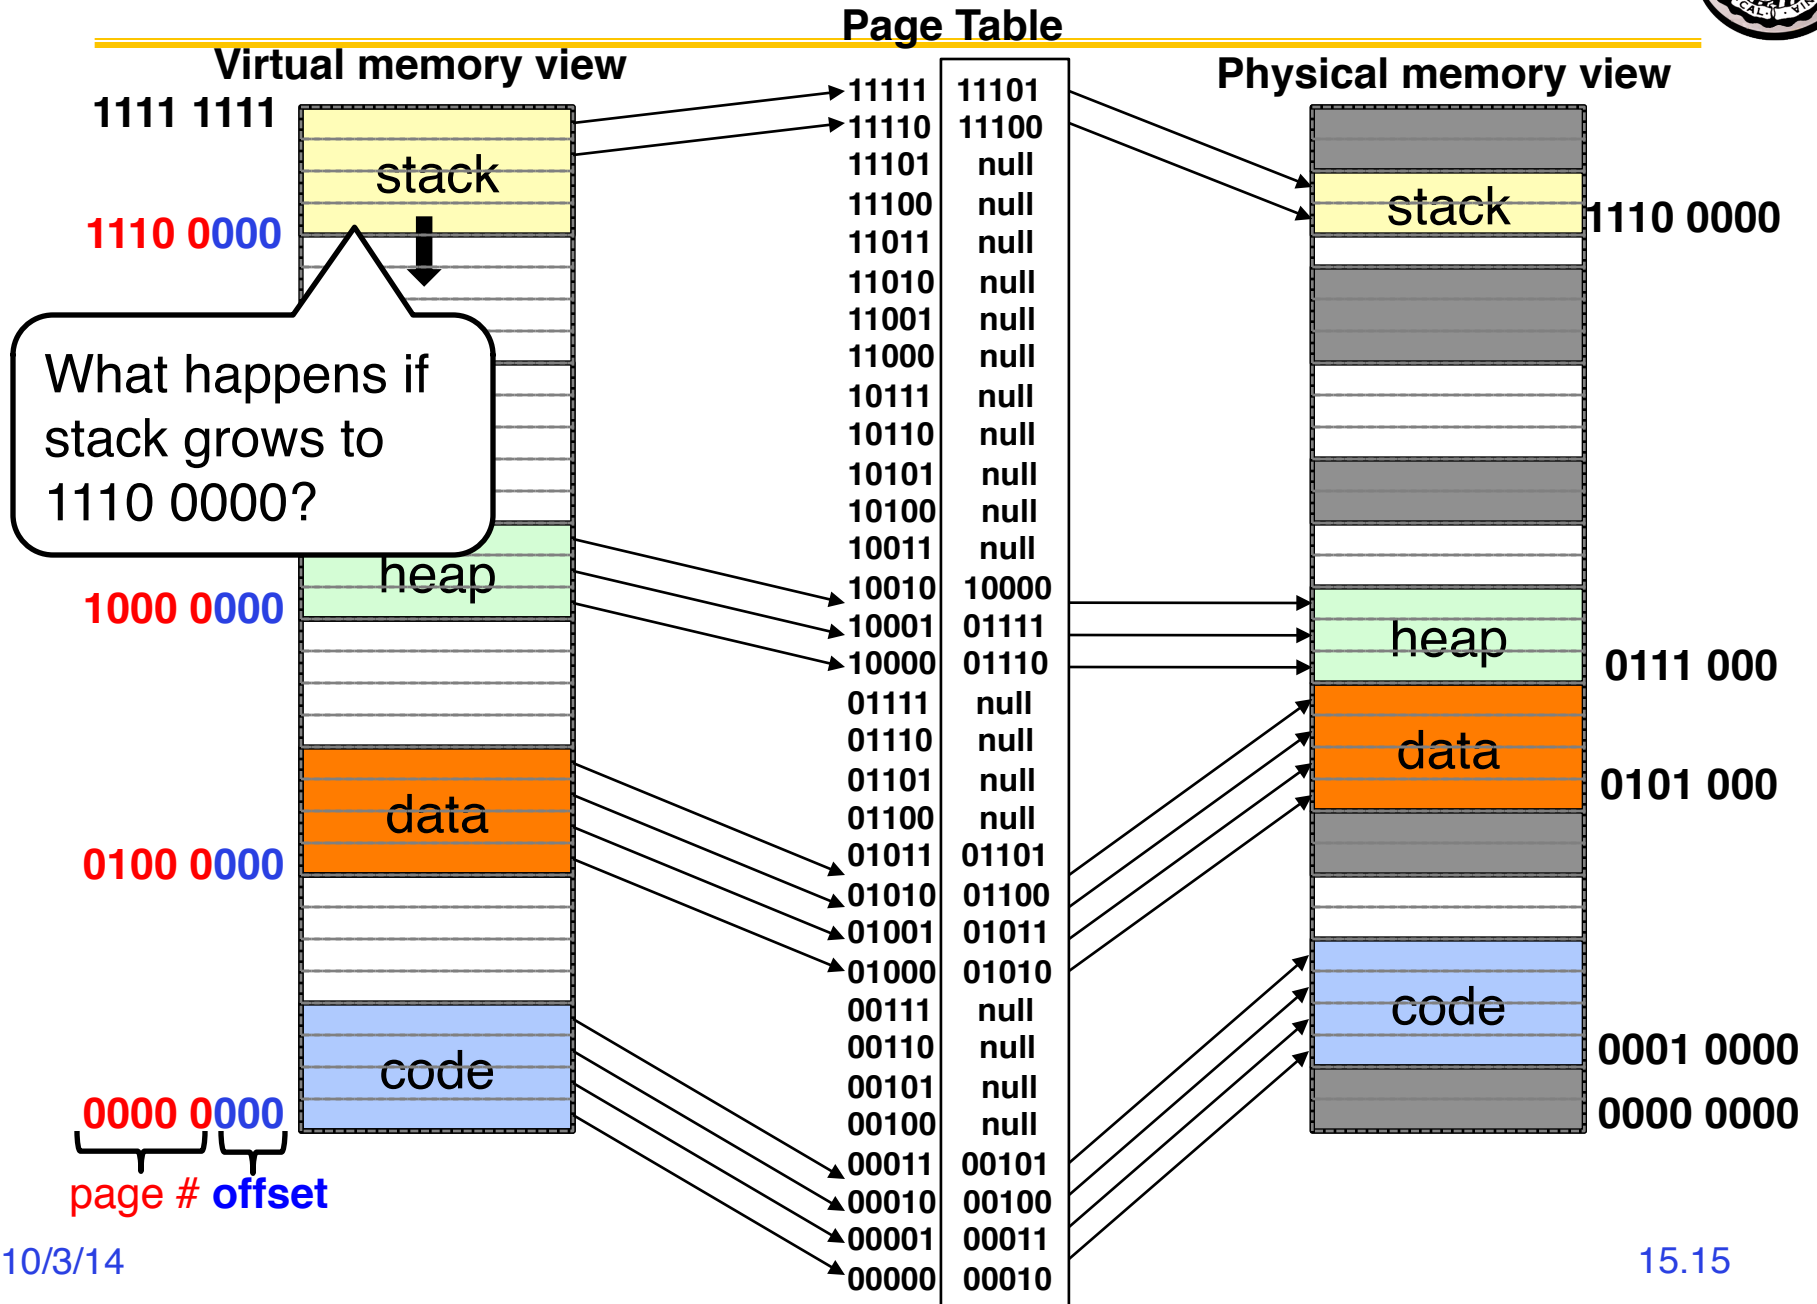 Page Table
Virtual memory view
Physical memory view
1111 1111
stack
1110 0000
What happens if
stack grows to
1110 0000?
heap
1000 0000
data
0100 0000
code
0000 0000
page # offset
11111 11101
11110 11100
11101 null
11100 null
11011 null
11010 null
11001 null
11000 null
10111 null
10110 null
10101 null
10100 null
10011 null
10010 10000
10001 01111
10000 01110
01111 null
01110 null
01101 null
01100 null
01011 01101
01010 01100
01001 01011
01000 01010
00111 null
00110 null
00101 null
00100 null
00011 00101
00010 00100
00001 00011
00000 00010
stack
1110 0000
heap
0111 000
data
0101 000
code
0001 0000
0000 0000
10/3/14
15.15